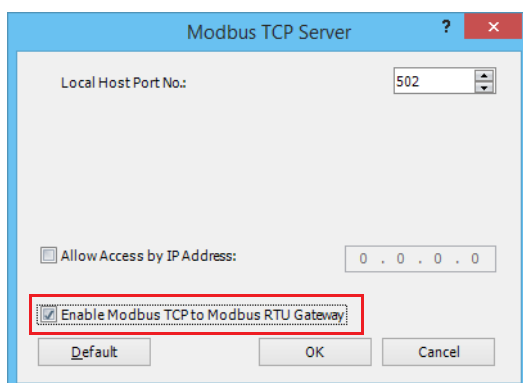 Modbus TCP Server
?
×
Local Host Port No.:
502
Allow Access by IP Address:
0 . 0 . 0 . 0
Enable Modbus TCP to Modbus RTU Gateway
Default
OK
Cancel